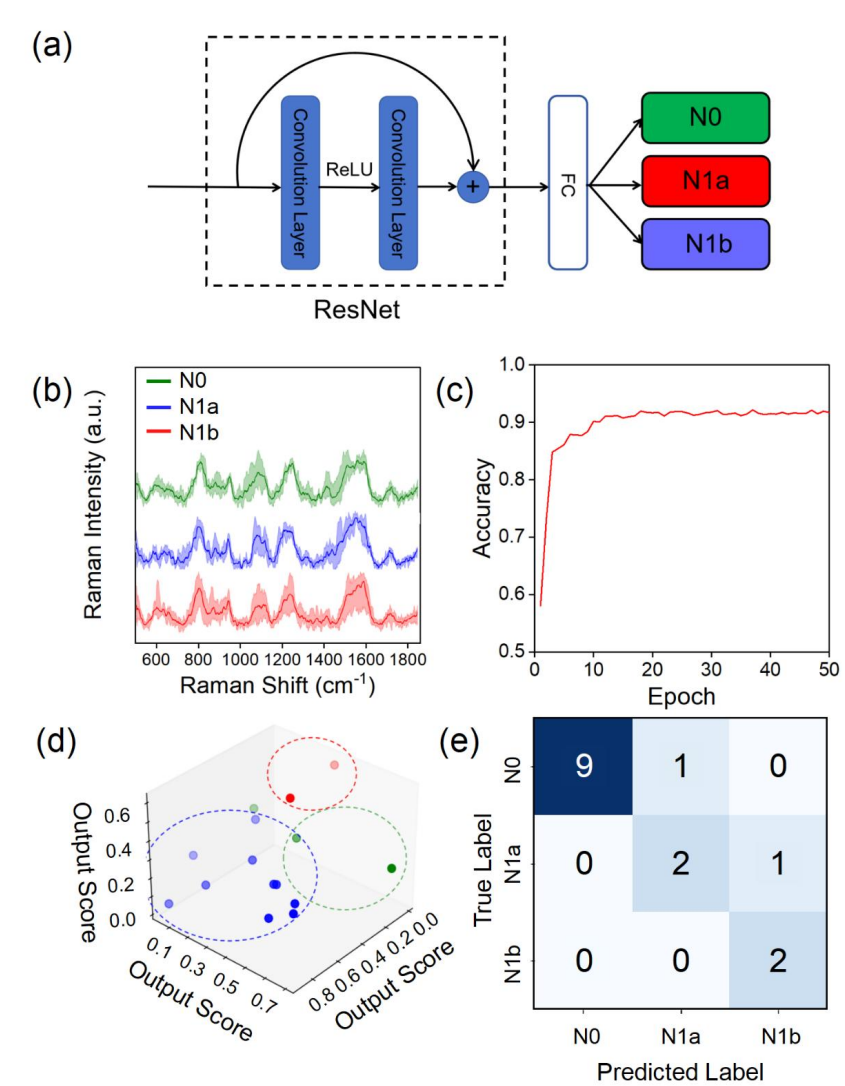 (a)
Convolution Layer
ReLU
Convolution Layer
+
FC
N0
N1a
N1b
ResNet
(b)
Raman Intensity (a.u.)
N0
N1a
N1b
600 800 1000 1200 1400 1600 1800
Raman Shift (cm⁻¹)
(c)
Accuracy
1.0
0.9
0.8
0.7
0.6
0.5
0 10 20 30 40 50
Epoch
(d)
Output Score
0.6
0.4
0.2
0.0
0.1 0.3 0.5 0.7
Output Score
0.8 0.6 0.4 0.2 0.0
Output Score
(e)
True Label
N0
9 1 0
N1a
0 2 1
N1b
0 0 2
N0 N1a N1b
Predicted Label